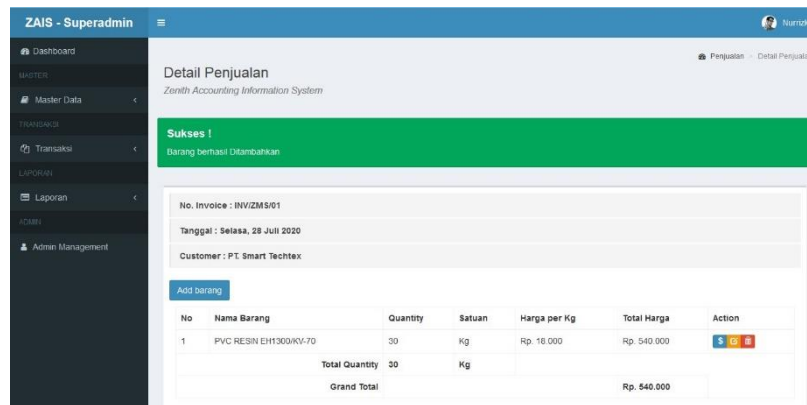 ZAIS - Superadmin
Dashboard
Penjualan > Detail
MASTER
Detail Penjualan
Zenith Accounting Information System
Master Data
TRANSAKSI
Sukses !
Barang berhasil Ditambahkan
Transaksi
LAPORAN
Laporan
No. Invoice : INV/ZMS/01
ADMIN
Tanggal : Selasa, 28 Juli 2020
Admin Management
Customer : PT. Smart Techtex
Add barang
No Nama Barang Quantity Satuan Harga per Kg Total Harga Action
1 PVC RESIN EH1300/KV-70 30 Kg Rp. 18.000 Rp. 540.000 $
Total Quantity 30 Kg
Grand Total Rp. 540.000